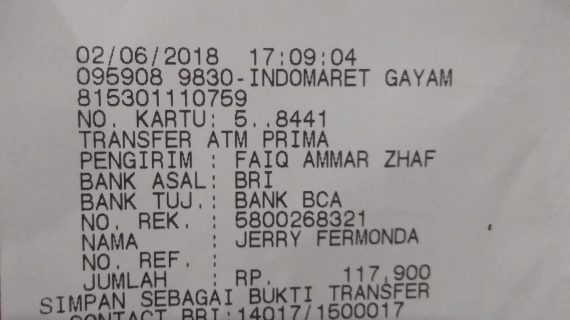 02/06/2018 17:09:04
095908 9830-INDOMARET GAYAM
815301110759
NO. KARTU: 5..8441
TRANSFER ATM PRIMA
PENGIRIM : FAIQ AMMAR ZHAF
BANK ASAL: BRI
BANK TUJ.: BANK BCA
NO. REK. : 5800268321
NAMA : JERRY FERMONDA
NO. REF. :
JUMLAH : RP. 117,900
SIMPAN SEBAGAI BUKTI TRANSFER
CONTACT BRI:14017/1500017